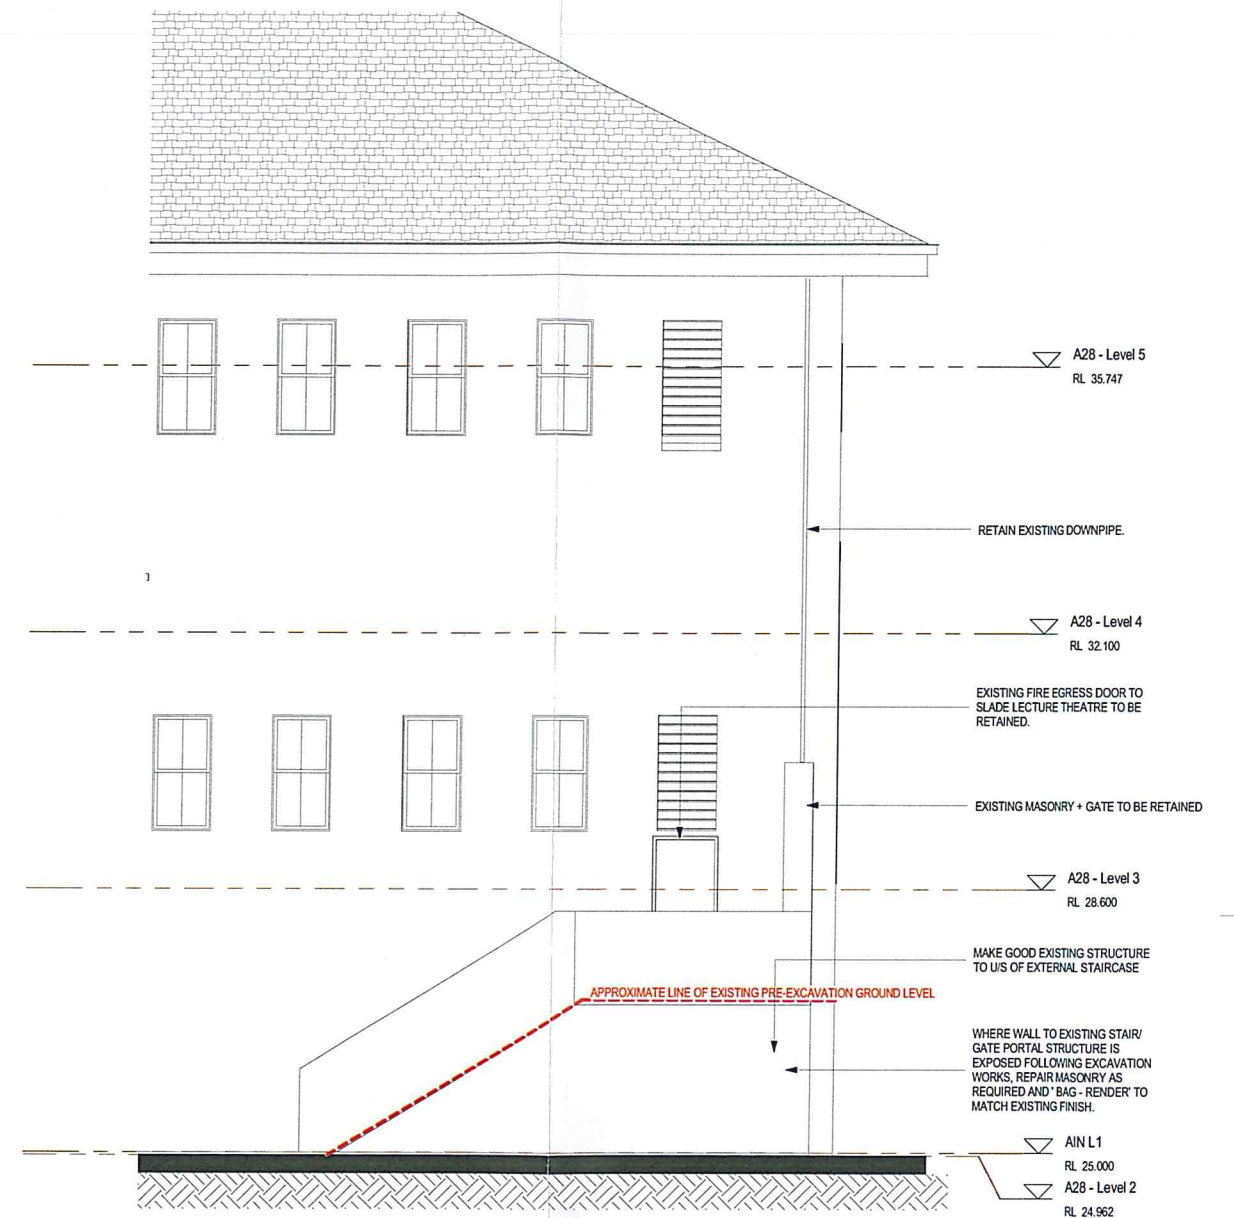 A28 - Level 5
RL 35.747
RETAIN EXISTING DOWNPIPE.
]
A28 - Level 4
RL 32.100
EXISTING FIRE EGRESS DOOR TO
SLADE LECTURE THEATRE TO BE
RETAINED.
EXISTING MASONRY + GATE TO BE RETAINED
A28 - Level 3
RL 28.600
MAKE GOOD EXISTING STRUCTURE
TO U/S OF EXTERNAL STAIRCASE
APPROXIMATE LINE OF EXISTING PRE-EXCAVATION GROUND LEVEL
WHERE WALL TO EXISTING STAIR/
GATE PORTAL STRUCTURE IS
EXPOSED FOLLOWING EXCAVATION
WORKS, REPAIR MASONRY AS
REQUIRED AND ' BAG - RENDER' TO
MATCH EXISTING FINISH.
AIN L1
RL 25.000
A28 - Level 2
RL 24.962